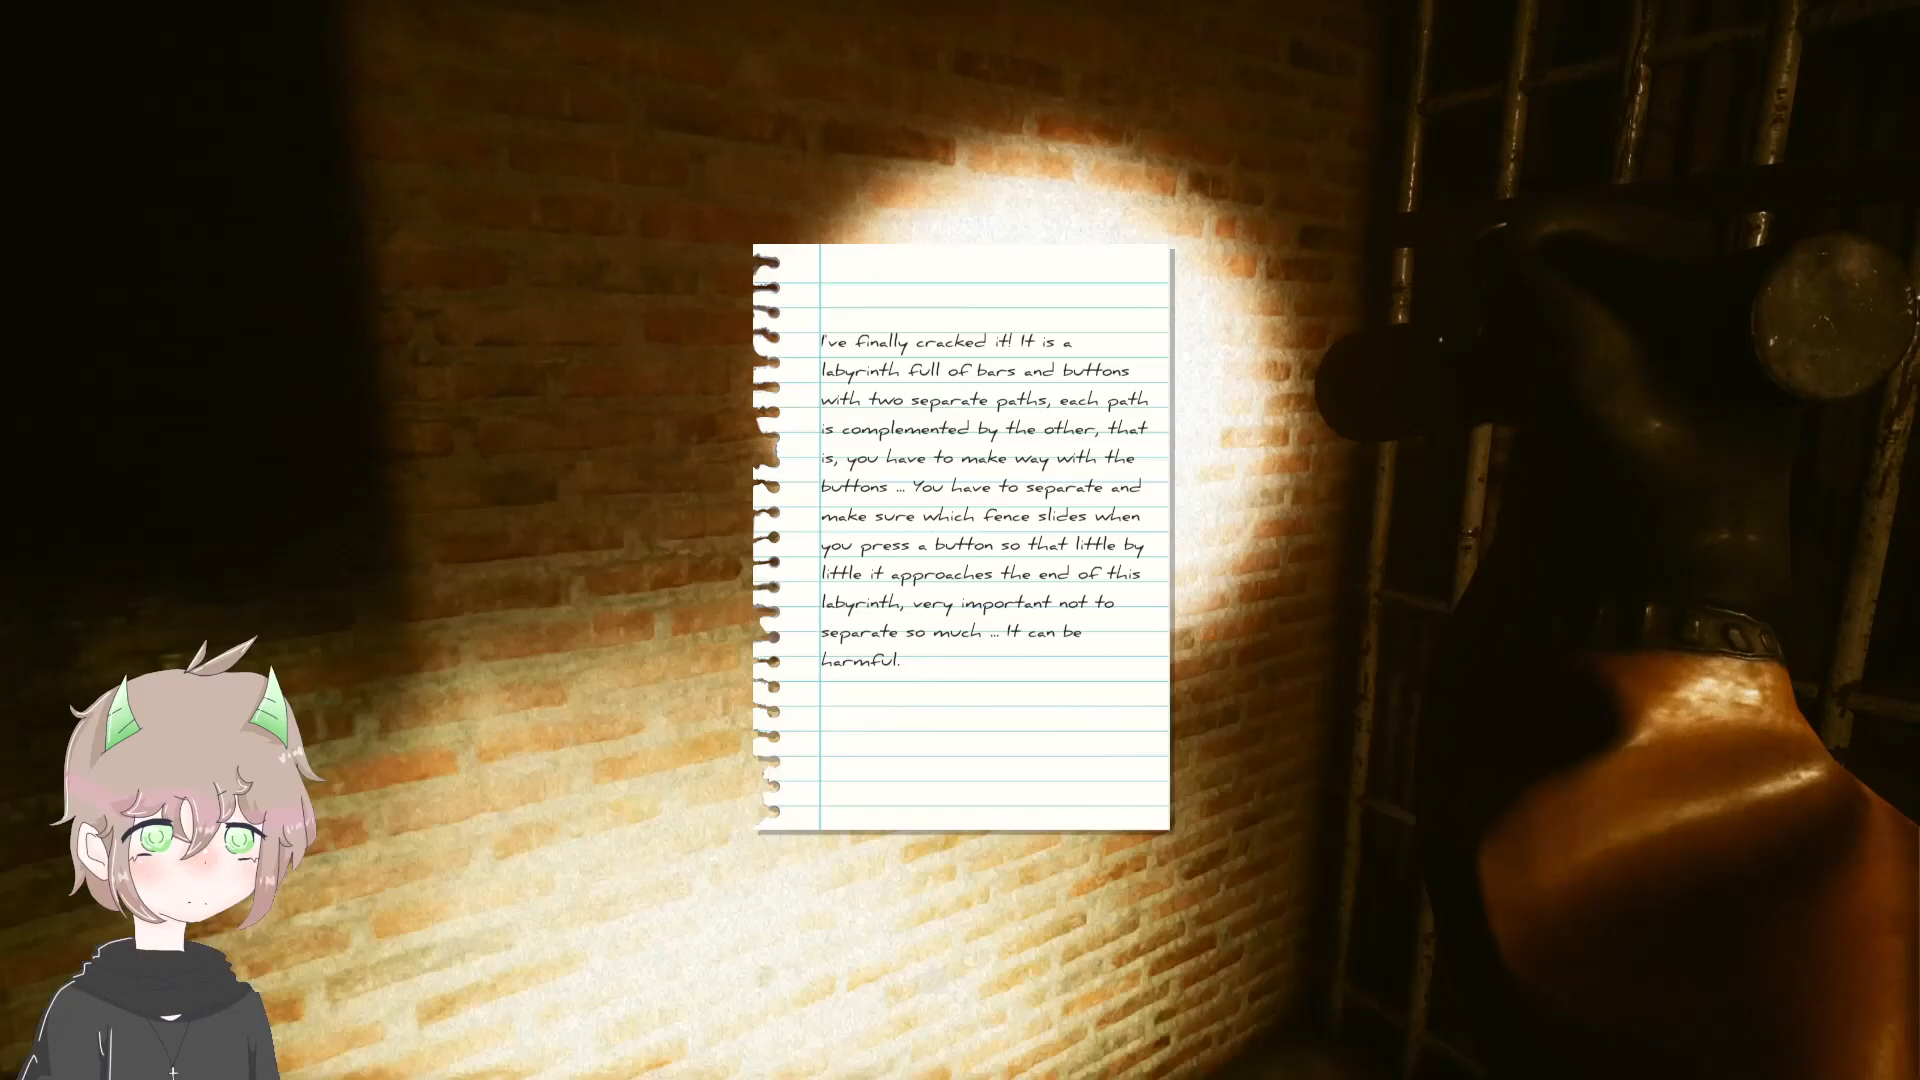 I've finally cracked it! It is a
labyrinth full of bars and buttons
with two separate paths, each path
is complemented by the other, that
is, you have to make way with the
buttons ... You have to separate and
make sure which fence slides when
you press a button so that little by
little it approaches the end of this
labyrinth, very important not to
separate so much ... It can be
harmful.